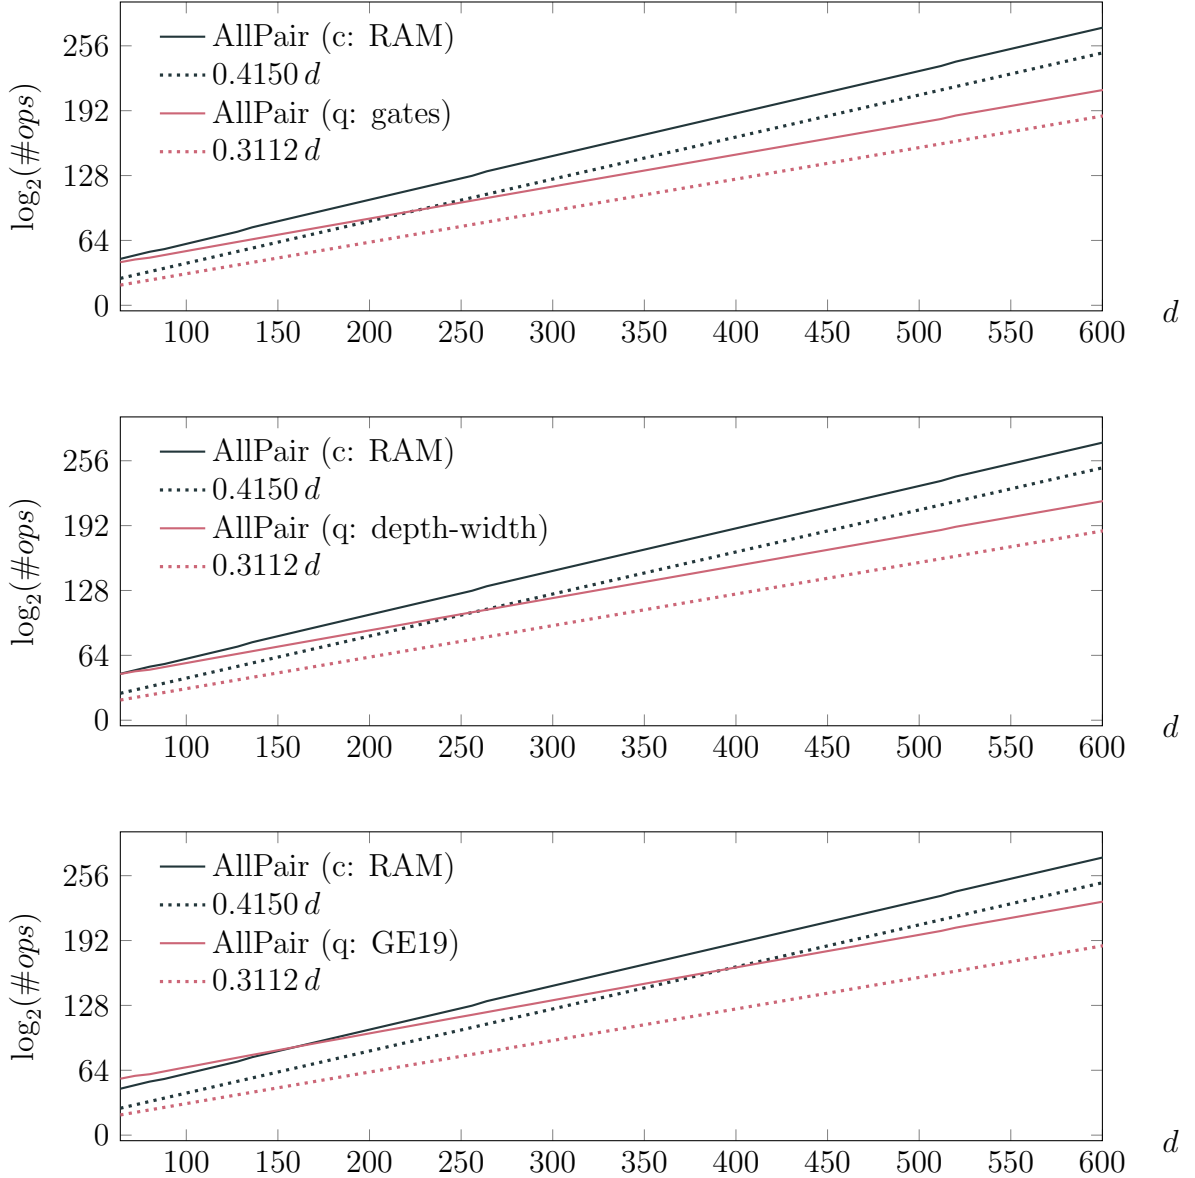 AllPair (c: RAM)
0.4150 d
AllPair (q: gates)
0.3112 d
log₂(#ops)
256
192
128
64
0
100 150 200 250 300 350 400 450 500 550 600
d
AllPair (c: RAM)
0.4150 d
AllPair (q: depth-width)
0.3112 d
log₂(#ops)
256
192
128
64
0
100 150 200 250 300 350 400 450 500 550 600
d
AllPair (c: RAM)
0.4150 d
AllPair (q: GE19)
0.3112 d
log₂(#ops)
256
192
128
64
0
100 150 200 250 300 350 400 450 500 550 600
d